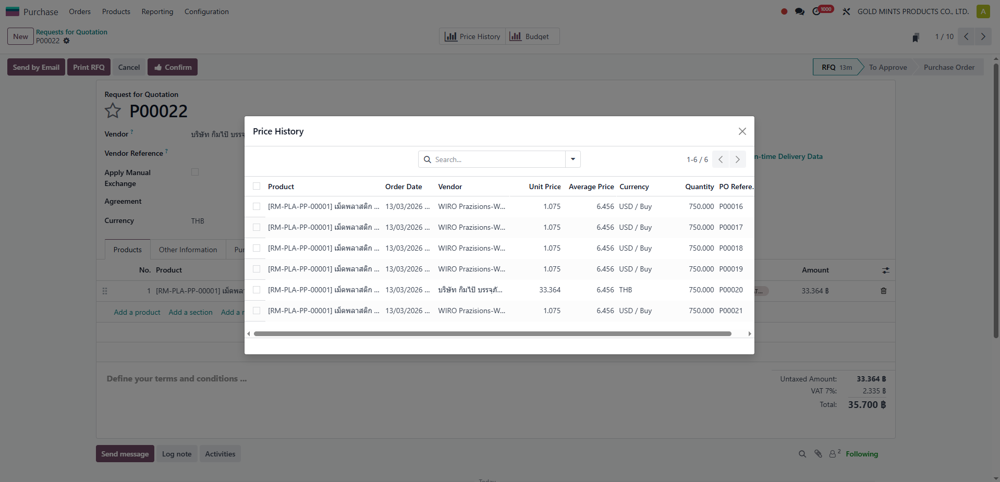 Purchase Orders Products Reporting Configuration 1000 GOLD MINTS PRODUCTS CO., LTD. A
New Requests for Quotation
P00022
Price History Budget 1 / 10
Send by Email Print RFQ Cancel Confirm RFQ 13m To Approve Purchase Order
Request for Quotation
P00022
Vendor ? บริษัท กิมไป๊ บรรจ
Vendor Reference ?
Apply Manual
Exchange
Agreement
Currency THB
n-time Delivery Data
Products Other Information Pur
No. Product Amount
1 [RM-PLA-PP-00001] เม็ดพลา 33.364 ฿
Add a product Add a section Add a n
Price History
Search... 1-6 / 6
Product Order Date Vendor Unit Price Average Price Currency Quantity PO Refere.
[RM-PLA-PP-00001] เม็ดพลาสติก ... 13/03/2026 ... WIRO Prazisions-W... 1.075 6.456 USD / Buy 750.000 P00016
[RM-PLA-PP-00001] เม็ดพลาสติก ... 13/03/2026 ... WIRO Prazisions-W... 1.075 6.456 USD / Buy 750.000 P00017
[RM-PLA-PP-00001] เม็ดพลาสติก ... 13/03/2026 ... WIRO Prazisions-W... 1.075 6.456 USD / Buy 750.000 P00018
[RM-PLA-PP-00001] เม็ดพลาสติก ... 13/03/2026 ... WIRO Prazisions-W... 1.075 6.456 USD / Buy 750.000 P00019
[RM-PLA-PP-00001] เม็ดพลาสติก ... 13/03/2026 ... บริษัท กิมไป๊ บรรจุภั... 33.364 6.456 THB 750.000 P00020
[RM-PLA-PP-00001] เม็ดพลาสติก ... 13/03/2026 ... WIRO Prazisions-W... 1.075 6.456 USD / Buy 750.000 P00021
Define your terms and conditions ...
Untaxed Amount: 33.364 ฿
VAT 7%: 2.335 ฿
Total: 35.700 ฿
Send message Log note Activities 2 Following
Today